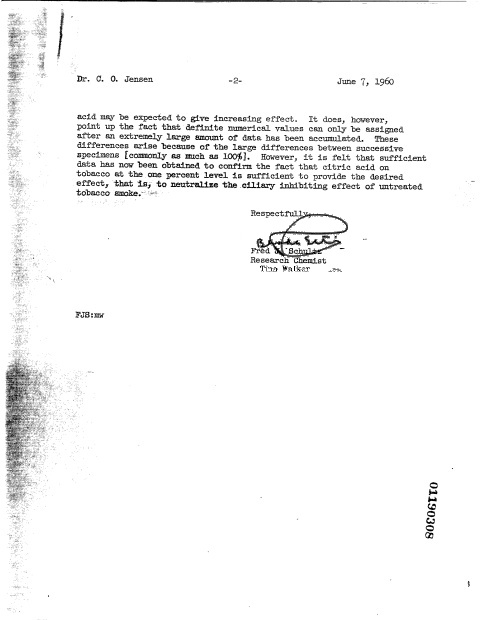 Dr. C. O. Jensen -2- June 7, 1960
acid may be expected to give increasing effect. It does, however,
point up the fact that definite numerical values can only be assigned
after an extremely large amount of data has been accumulated. These
differences arise because of the large differences between successive
specimens [commonly as much as 100%]. However, it is felt that sufficient
data has now been obtained to confirm the fact that citric acid on
tobacco at the one percent level is sufficient to provide the desired
effect, that is, to neutralize the ciliary inhibiting effect of untreated
tobacco smoke.
Respectfully,
Fred Schultz
Research Chemist
Tino Walker
FJS:mw
01190308